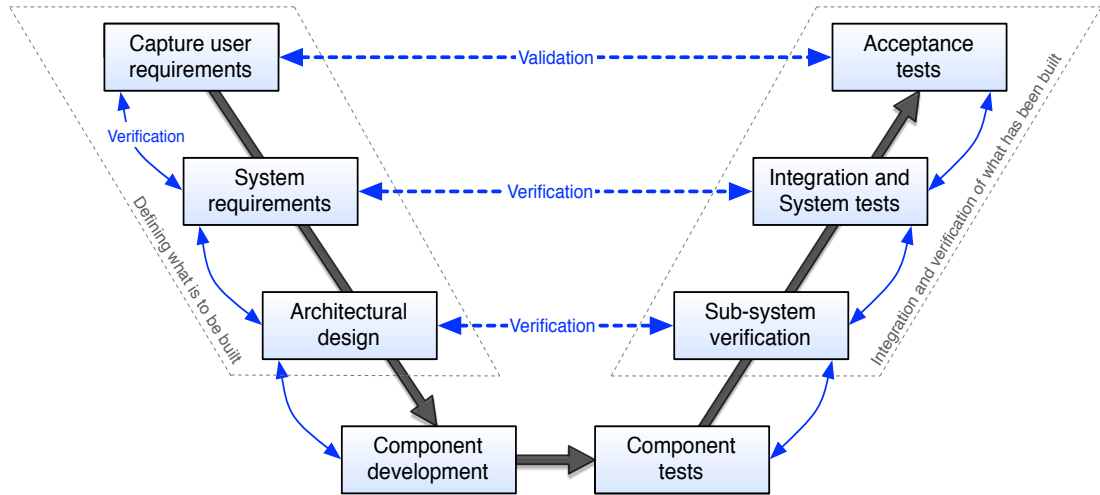 Capture user
requirements
Validation
Acceptance
tests
Verification
System
requirements
Verification
Integration and
System tests
Defining what is to be built
Integration and verification of what has been built
Architectural
design
Verification
Sub-system
verification
Component
development
Component
tests